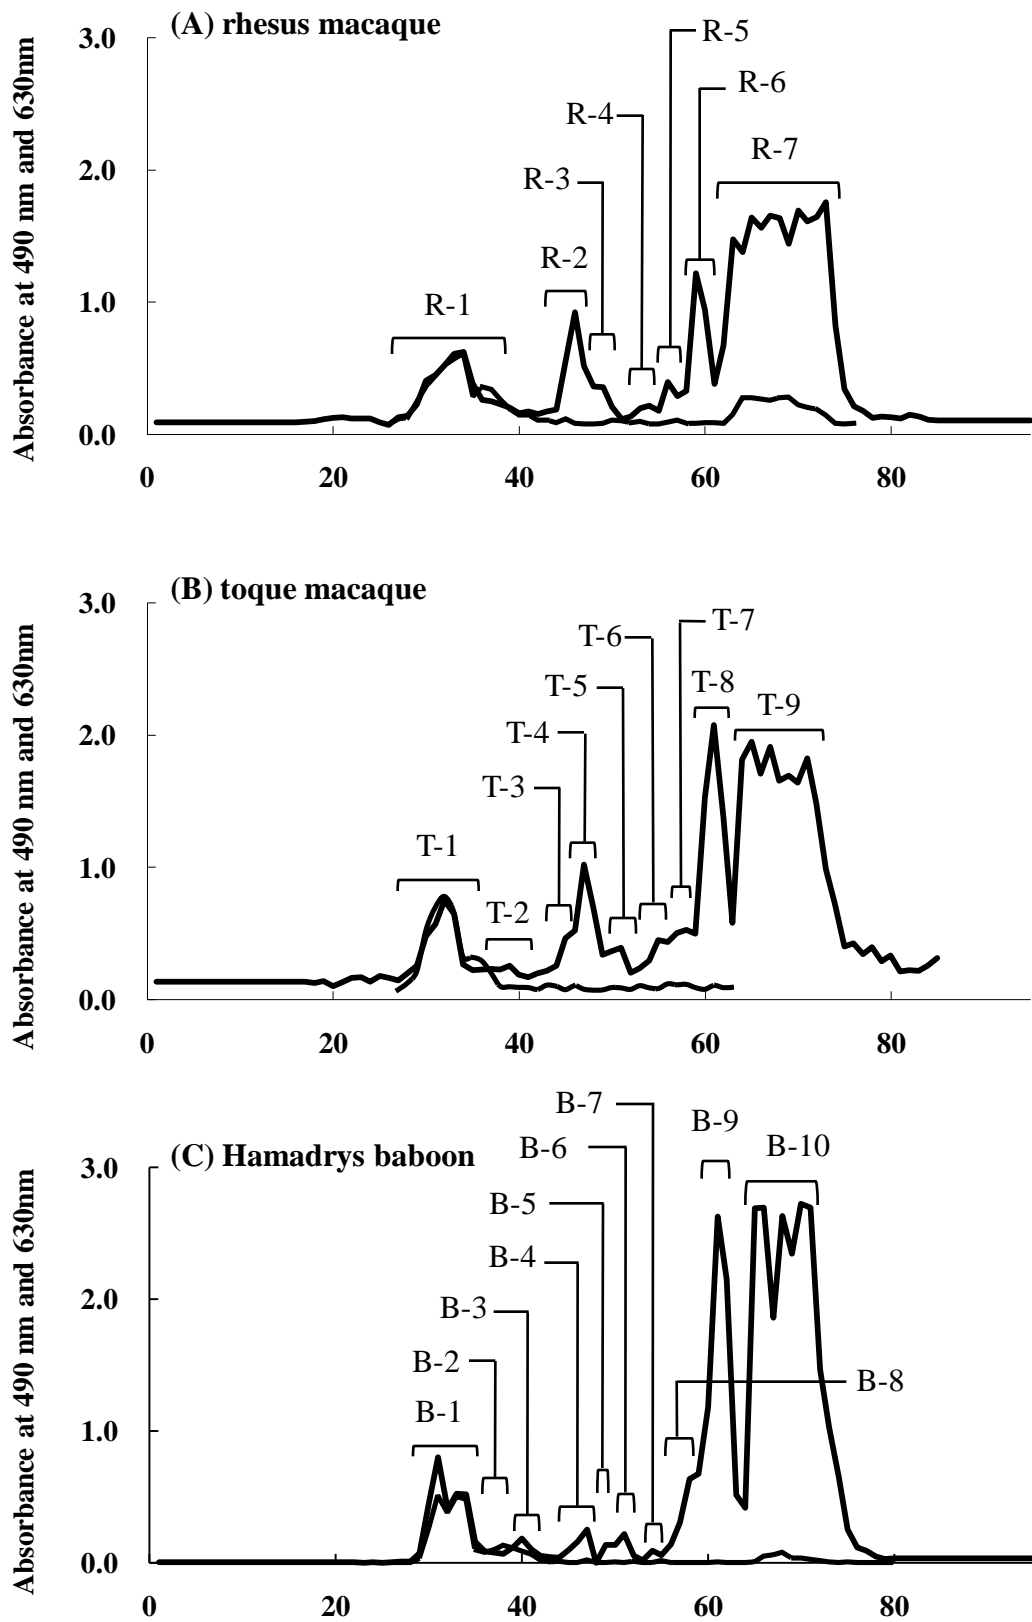 (A) rhesus macaque
Absorbance at 490 nm and 630nm
3.0
2.0
1.0
0.0
R-5
R-6
R-4
R-7
R-3
R-2
R-1
0 20 40 60 80
(B) toque macaque
Absorbance at 490 nm and 630nm
3.0
2.0
1.0
0.0
T-7
T-6
T-5
T-8
T-9
T-4
T-3
T-1
T-2
0 20 40 60 80
(C) Hamadrys baboon
Absorbance at 490 nm and 630nm
3.0
2.0
1.0
0.0
B-7
B-9
B-6
B-10
B-5
B-4
B-3
B-2
B-8
B-1
0 20 40 60 80